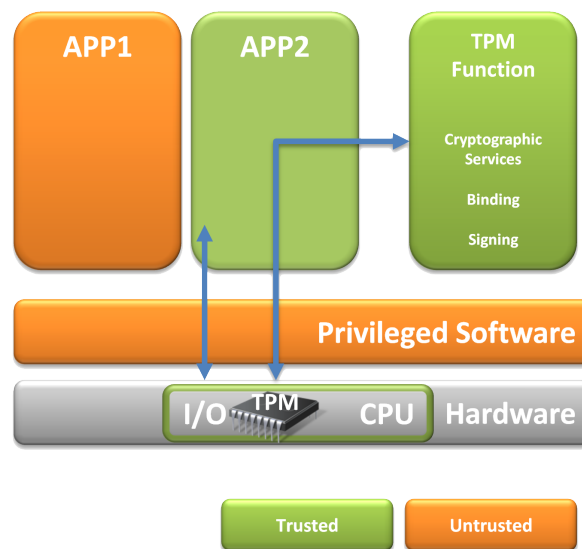 APP1
APP2
TPM
Function
Cryptographic
Services
Binding
Signing
Privileged Software
I/O TPM CPU Hardware
Trusted Untrusted